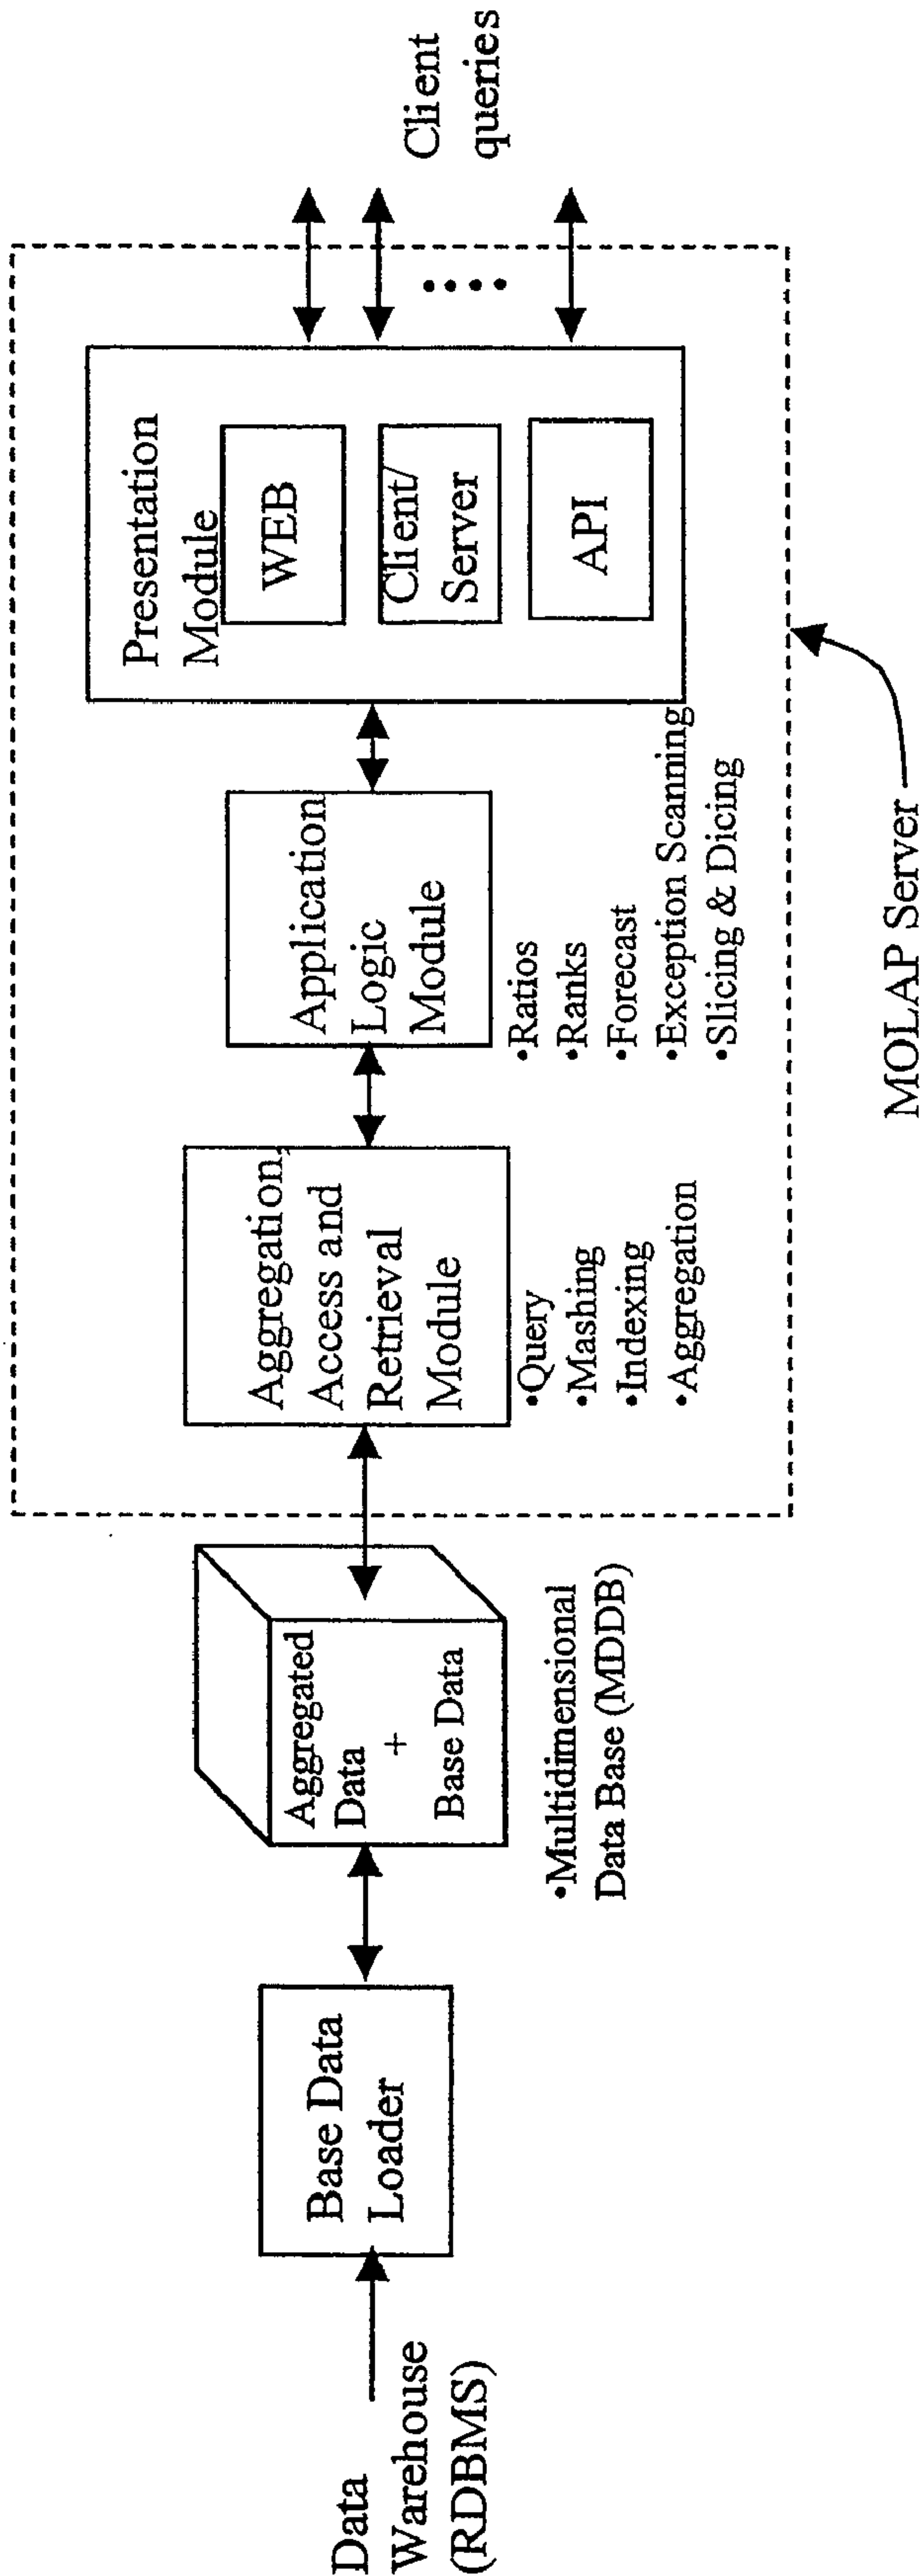 Data
Warehouse
(RDBMS)
Base Data
Loader
Aggregated
Data
+
Base Data
•Multidimensional
Data Base (MDDB)
Aggregation,
Access and
Retrieval
Module
•Query
•Mashing
•Indexing
•Aggregation
Application
Logic
Module
•Ratios
•Ranks
•Forecast
•Exception Scanning
•Slicing & Dicing
Presentation
Module
WEB
Client/
Server
API
Client
queries
MOLAP Server